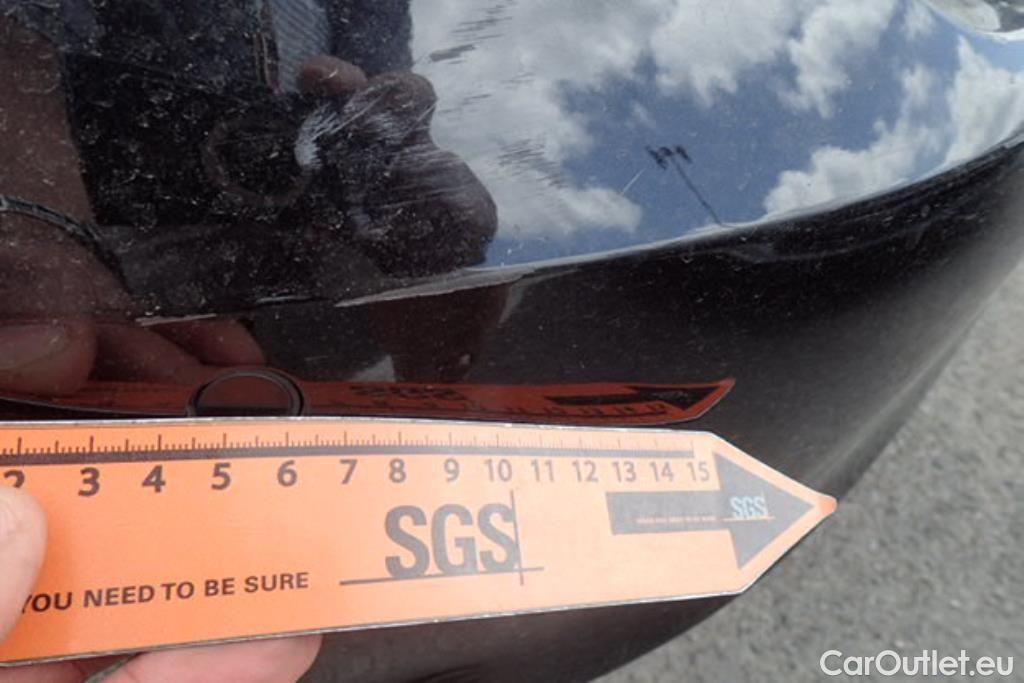 2 3 4 5 6 7 8 9 10 11 12 13 14 15
SGS
SGS
YOU NEED TO BE SURE
CarOutlet.eu